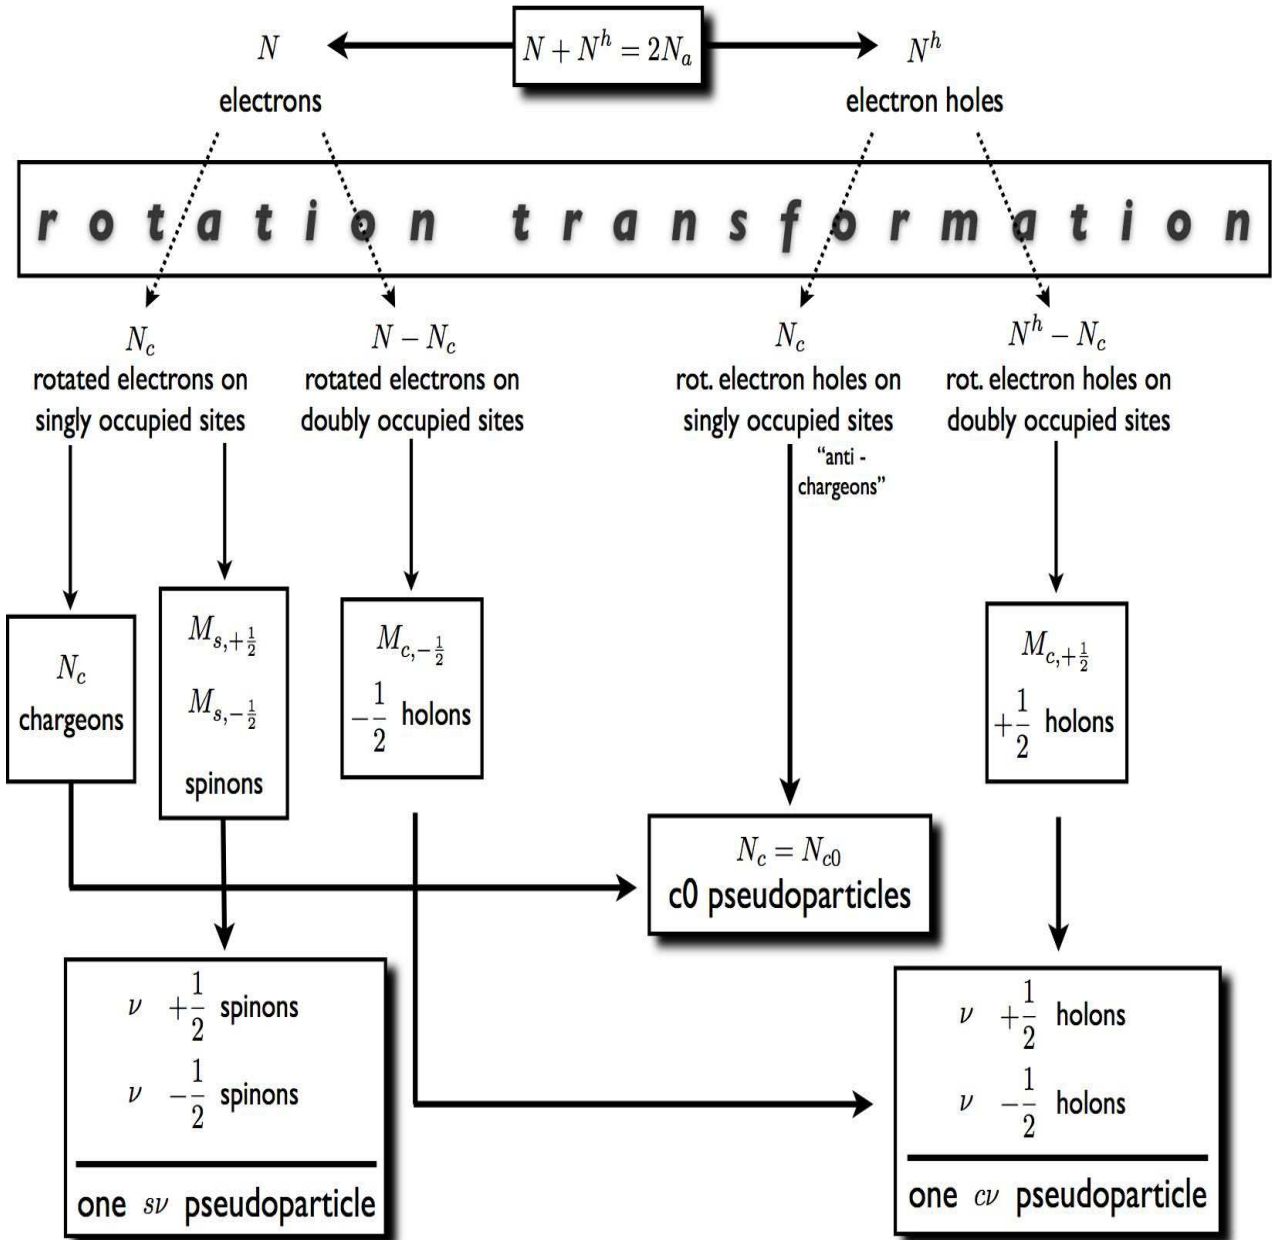 N
N + N^h = 2N_a
N^h
electrons
electron holes
rotation transformation
N_c
rotated electrons on
singly occupied sites
N − N_c
rotated electrons on
doubly occupied sites
N_c
rot. electron holes on
singly occupied sites
N^h − N_c
rot. electron holes on
doubly occupied sites
“anti -
chargeons”
N_c
chargeons
M_{s,+1/2}
M_{s,−1/2}
spinons
M_{c,−1/2}
−1/2 holons
M_{c,+1/2}
+1/2 holons
N_c = N_{c0}
c0 pseudoparticles
ν +1/2 spinons
ν −1/2 spinons
one sν pseudoparticle
ν +1/2 holons
ν −1/2 holons
one cν pseudoparticle